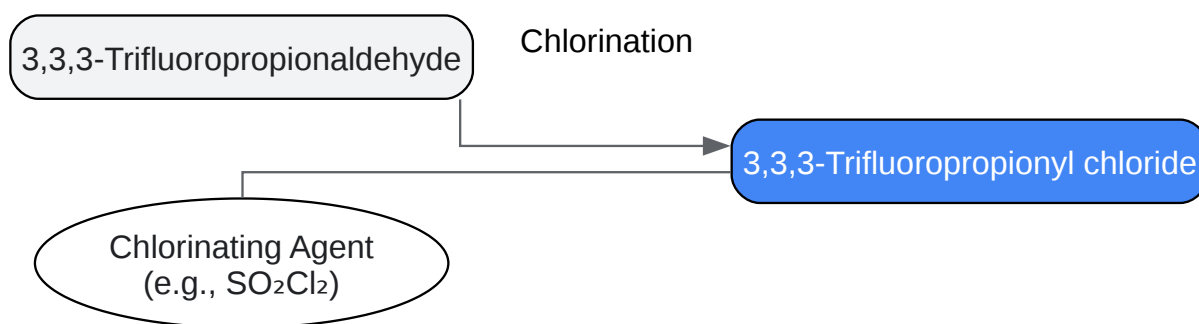 3,3,3-Trifluoropropionaldehyde
Chlorination
3,3,3-Trifluoropropionyl chloride
Chlorinating Agent
(e.g., SO₂Cl₂)